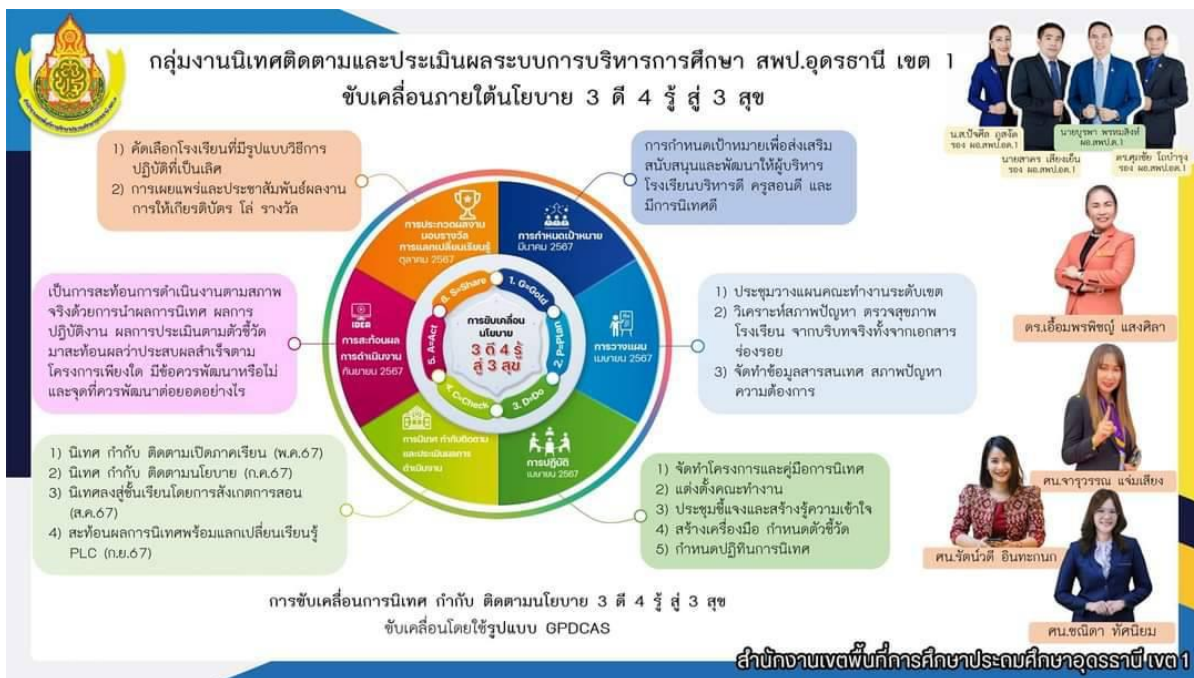 กลุ่มงานนิเทศติดตามและประเมินผลระบบการบริหารการศึกษา สพป.อุดรธานี เขต 1
ขับเคลื่อนภายใต้นโยบาย 3 ดี 4 รู้ สู่ 3 สุข
น.ส.ปัจศีล ภูสงัด
รอง ผอ.สพป.อด.1
นายสาคร เสียงเย็น
รอง ผอ.สพป.อด.1
นายบูรพา พรหมสิงห์
ผอ.สพป.อด.1
ดร.ศุภชัย โถบำรุง
รอง ผอ.สพป.อด.1
1) คัดเลือกโรงเรียนที่มีรูปแบบวิธีการ
ปฏิบัติที่เป็นเลิศ
2) การเผยแพร่และประชาสัมพันธ์ผลงาน
การให้เกียรติบัตร โล่ รางวัล
การกำหนดเป้าหมายเพื่อส่งเสริม
สนับสนุนและพัฒนาให้ผู้บริหาร
โรงเรียนบริหารดี ครูสอนดี และ
มีการนิเทศดี
การประกวดผลงาน
มอบรางวัล
การแลกเปลี่ยนเรียนรู้
ตุลาคม 2567
การกำหนดเป้าหมาย
มีนาคม 2567
เป็นการสะท้อนการดำเนินงานตามสภาพ
จริงด้วยการนำผลการนิเทศ ผลการ
ปฏิบัติงาน ผลการประเมินตามตัวชี้วัด
มาสะท้อนผลว่าประสบผลสำเร็จตาม
โครงการเพียงใด มีข้อควรพัฒนาหรือไม่
และจุดที่ควรพัฒนาต่อยอดอย่างไร
IDEA
การสะท้อนผล
การดำเนินงาน
กันยายน 2567
6. S=Share
1. G=Gold
2. P=Plan
3. D=Do
4. C=Check
5. A=Act
การขับเคลื่อน
นโยบาย
3 ดี 4 รู้
สู่ 3 สุข
การวางแผน
เมษายน 2567
1) ประชุมวางแผนคณะทำงานระดับเขต
2) วิเคราะห์สภาพปัญหา ตรวจสุขภาพ
โรงเรียน จากบริบทจริงทั้งจากเอกสาร
ร่องรอย
3) จัดทำข้อมูลสารสนเทศ สภาพปัญหา
ความต้องการ
ดร.เอื้อมพรพิชญ์ แสงศิลา
ศน.จารุวรรณ แจ่มเสียง
1) นิเทศ กำกับ ติดตามเปิดภาคเรียน (พ.ค.67)
2) นิเทศ กำกับ ติดตามนโยบาย (ก.ค.67)
3) นิเทศลงสู่ชั้นเรียนโดยการสังเกตการสอน
(ส.ค.67)
4) สะท้อนผลการนิเทศพร้อมแลกเปลี่ยนเรียนรู้
PLC (ก.ย.67)
การนิเทศ กำกับติดตาม
และประเมินผลการ
ดำเนินงาน
การปฏิบัติ
เมษายน 2567
1) จัดทำโครงการและคู่มือการนิเทศ
2) แต่งตั้งคณะทำงาน
3) ประชุมชี้แจงและสร้างรู้ความเข้าใจ
4) สร้างเครื่องมือ กำหนดตัวชี้วัด
5) กำหนดปฏิทินการนิเทศ
ศน.รัตน์วดี อินทะกนก
ศน.ชณิดา ทัศนิยม
การขับเคลื่อนการนิเทศ กำกับ ติดตามนโยบาย 3 ดี 4 รู้ สู่ 3 สุข
ขับเคลื่อนโดยใช้รูปแบบ GPDCAS
สำนักงานเขตพื้นที่การศึกษาประถมศึกษาอุดรธานี เขต 1